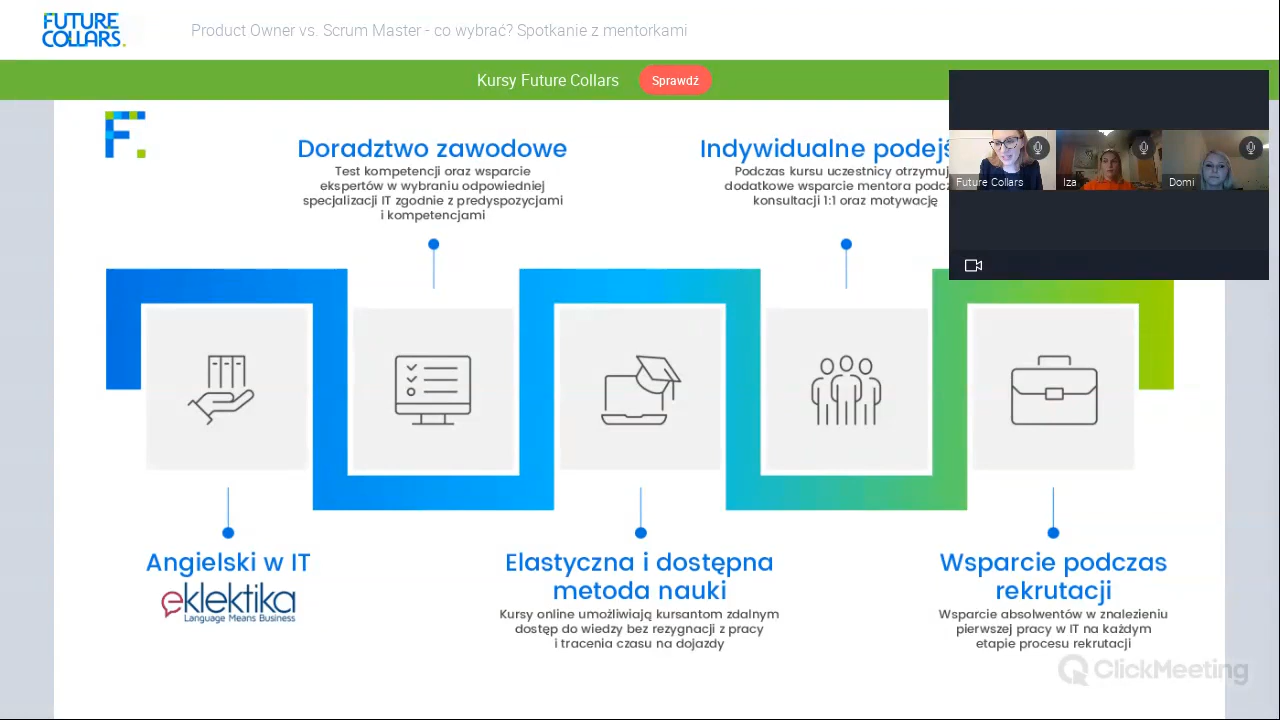 FUTURE
COLLARS.
Product Owner vs. Scrum Master - co wybrać? Spotkanie z mentorkami
Kursy Future Collars
Sprawdź
F.
Future Collars
Iza
Domi
Doradztwo zawodowe
Test kompetencji oraz wsparcie
ekspertów w wybraniu odpowiedniej
specjalizacji IT zgodnie z predyspozycjami
i kompetencjami
Indywidualne
Podczas kursu uczestnicy
dodatkowe wsparcie mentora
konsultacji 1:1 oraz motywację
Angielski w IT
eklektika
Language Means Business
Elastyczna i dostępna
metoda nauki
Kursy online umożliwiają kursantom zdalnym
dostęp do wiedzy bez rezygnacji z pracy
i tracenia czasu na dojazdy
Wsparcie podczas
rekrutacji
Wsparcie absolwentów w znalezieniu
pierwszej pracy w IT na każdym
etapie procesu rekrutacji
ClickMeeting